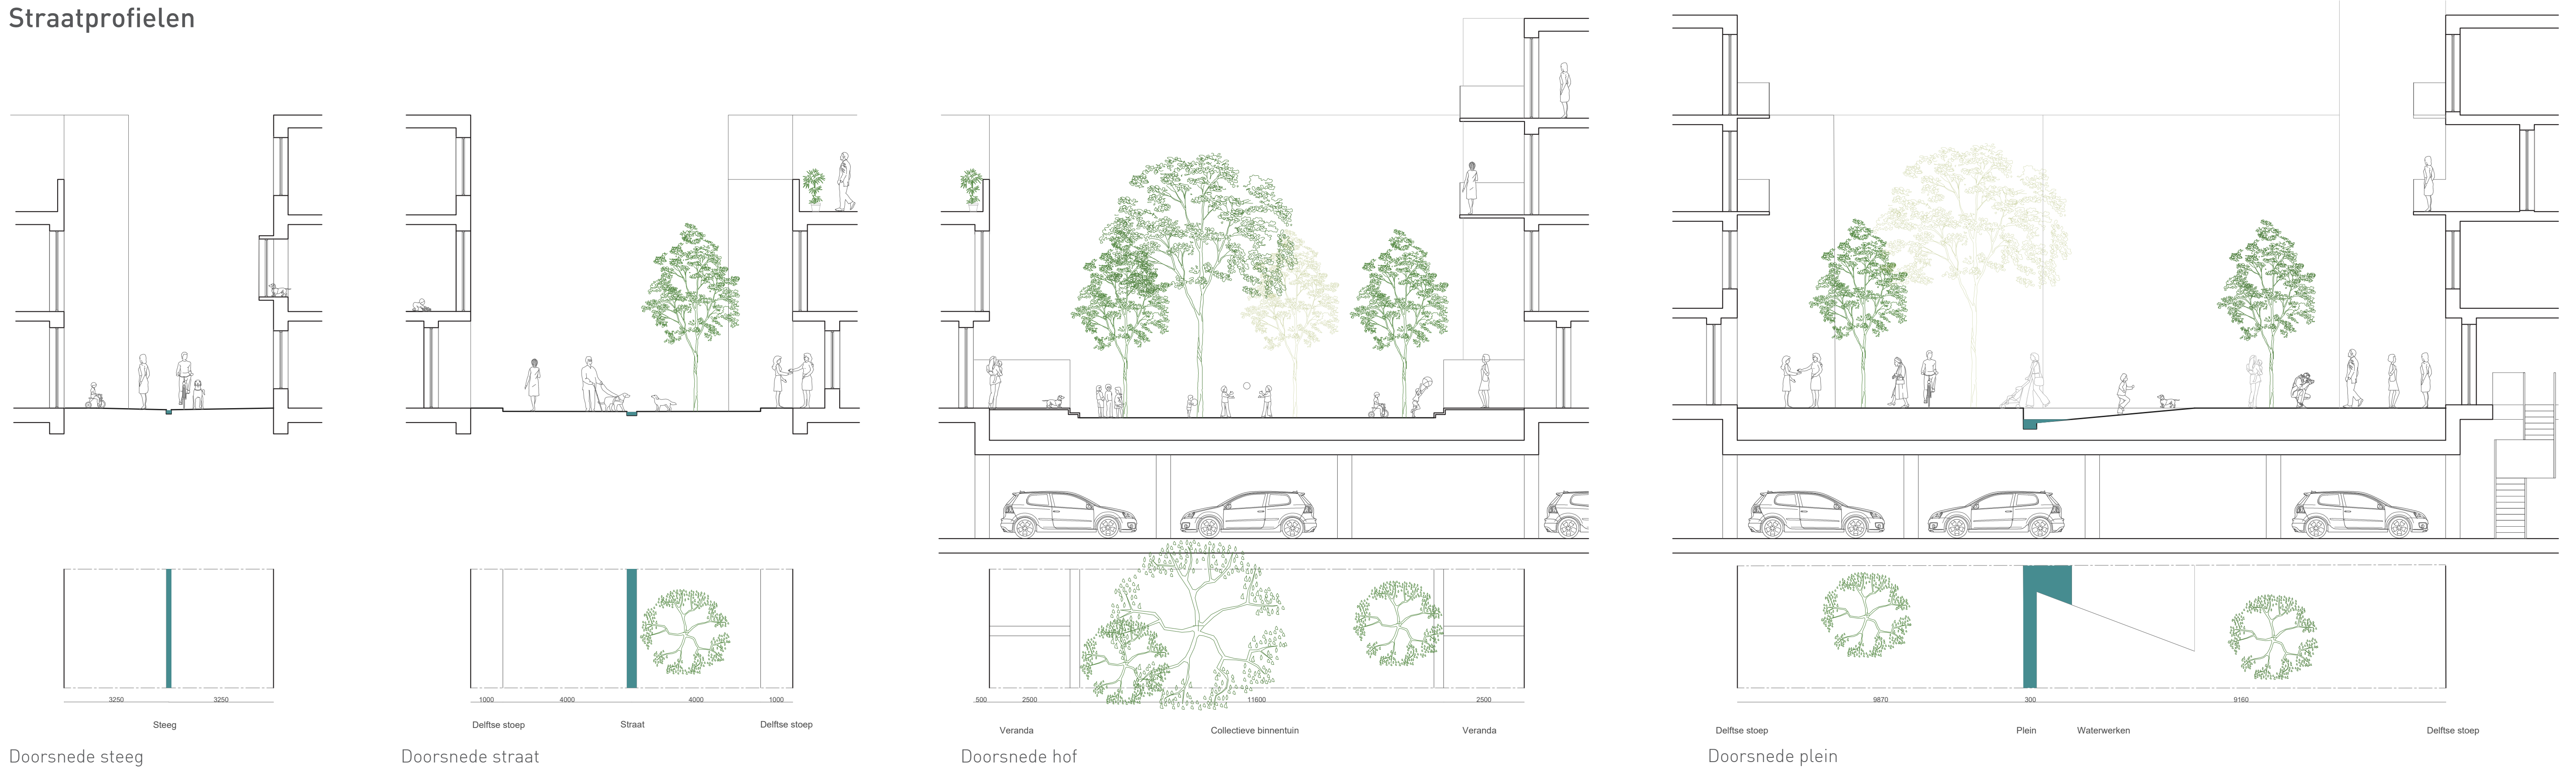 Straatprofielen
3250 3250
Steeg
Doorsnede steeg
1000 4000 4000 1000
Delftse stoep Straat Delftse stoep
Doorsnede straat
500 2500 11600 2500
Veranda Collectieve binnentuin Veranda
Doorsnede hof
9870 300 9160
Delftse stoep Plein Waterwerken Delftse stoep
Doorsnede plein